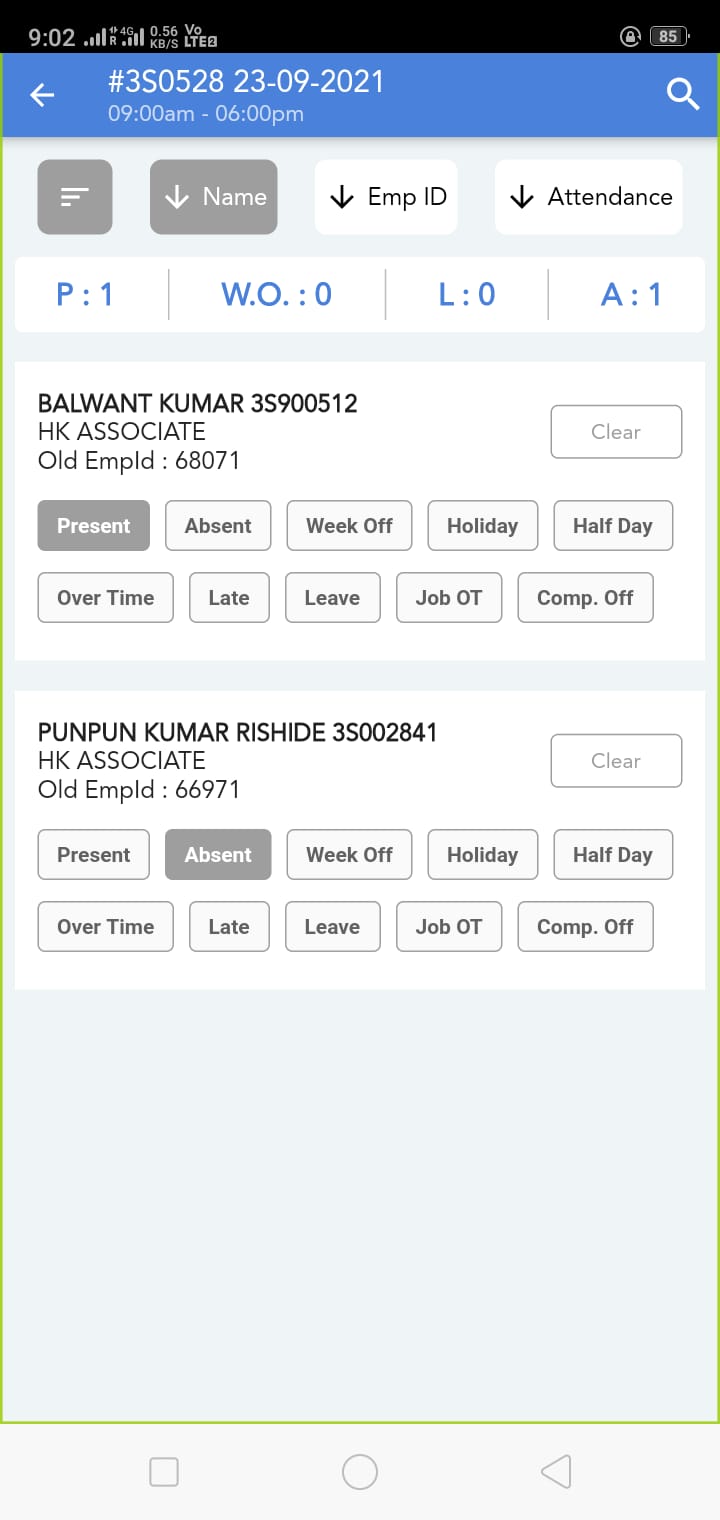 9:02 4G R 0.56 KB/S Vo LTE2 85
#3S0528 23-09-2021
09:00am - 06:00pm
Name Emp ID Attendance
P : 1 W.O. : 0 L : 0 A : 1
BALWANT KUMAR 3S900512
HK ASSOCIATE
Old EmpId : 68071
Clear
Present Absent Week Off Holiday Half Day
Over Time Late Leave Job OT Comp. Off
PUNPUN KUMAR RISHIDE 3S002841
HK ASSOCIATE
Old EmpId : 66971
Clear
Present Absent Week Off Holiday Half Day
Over Time Late Leave Job OT Comp. Off